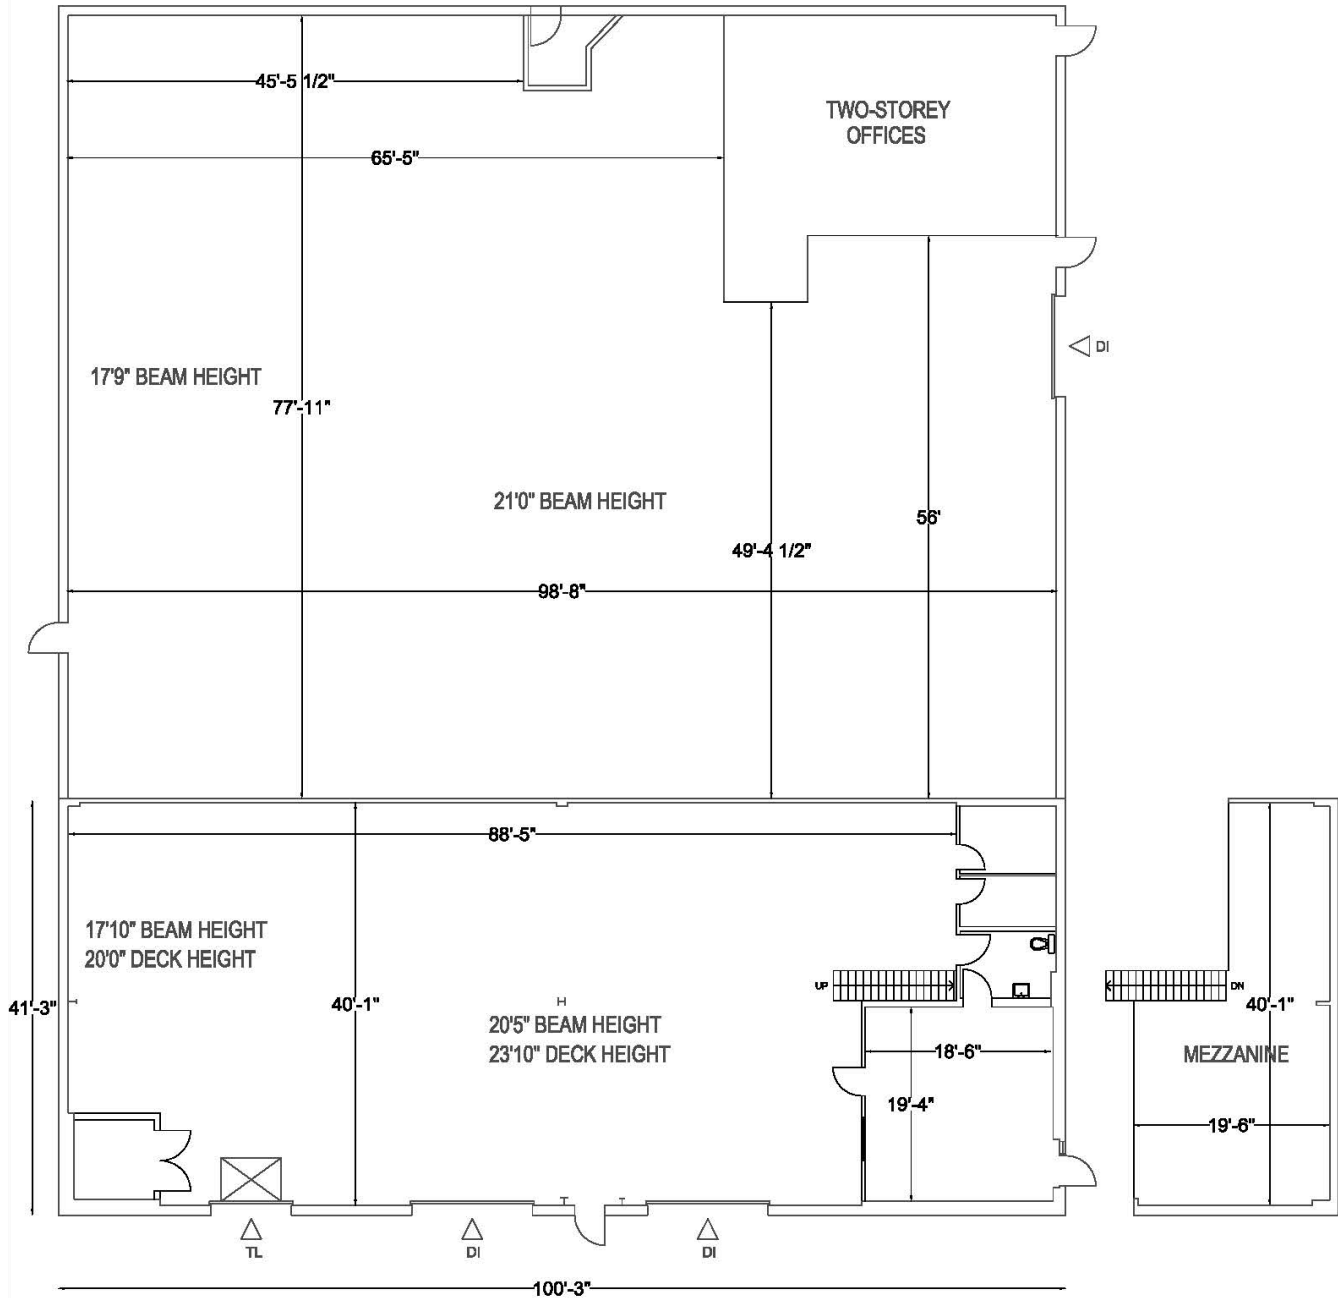 45'-5 1/2"
TWO-STOREY
OFFICES
65'-5"
DI
17'9" BEAM HEIGHT
77'-11"
21'0" BEAM HEIGHT
56'
49'-4 1/2"
98'-8"
88'-5"
17'10" BEAM HEIGHT
20'0" DECK HEIGHT
UP
DN
41'-3"
40'-1"
40'-1"
20'5" BEAM HEIGHT
23'10" DECK HEIGHT
18'-6"
MEZZANINE
19'-4"
19'-6"
TL
DI
DI
100'-3"